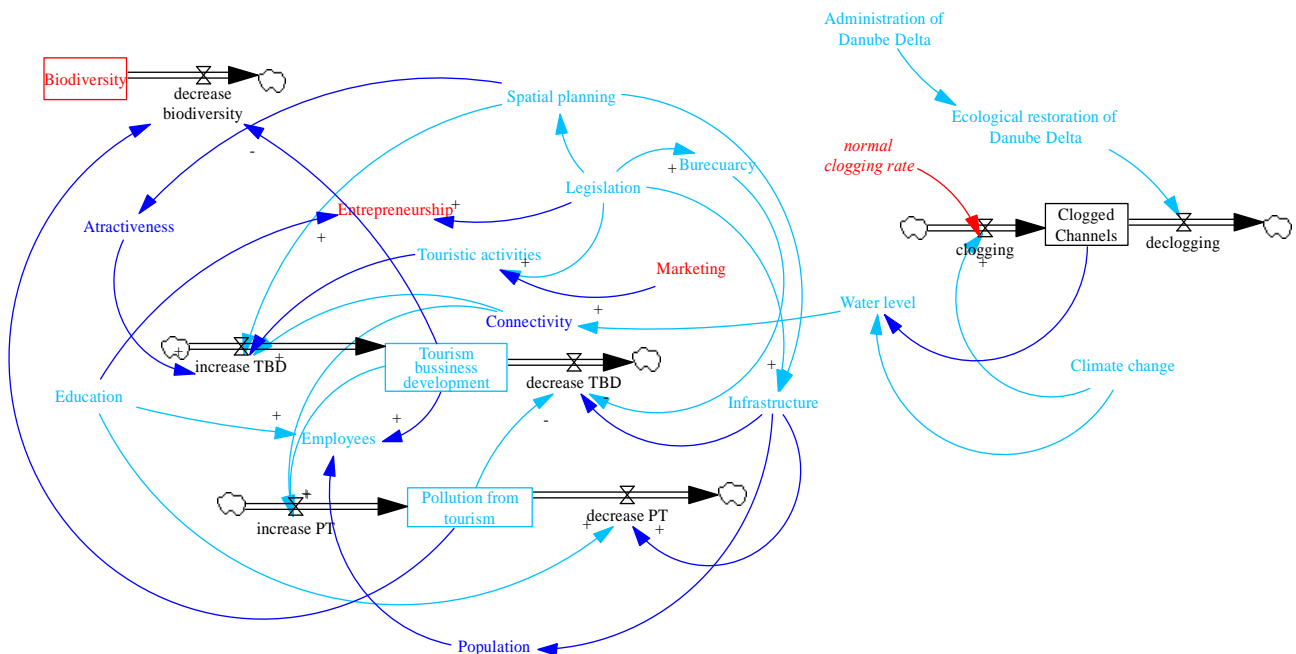 Administration of
Danube Delta
Biodiversity
decrease
biodiversity
-
Spatial planning
Ecological restoration of
Danube Delta
normal
clogging rate
+
Burecuarcy
Legislation
Entrepreneurship
+
Atractiveness
+
Clogged
Channels
clogging
declogging
+
Touristic activities
+
Marketing
Water level
+
Connectivity
+
+
increase TBD
Tourism
bussiness
development
decrease TBD
+
Climate change
Education
-
Infrastructure
+
+
-
Employees
+
Pollution from
tourism
increase PT
decrease PT
+
+
Population